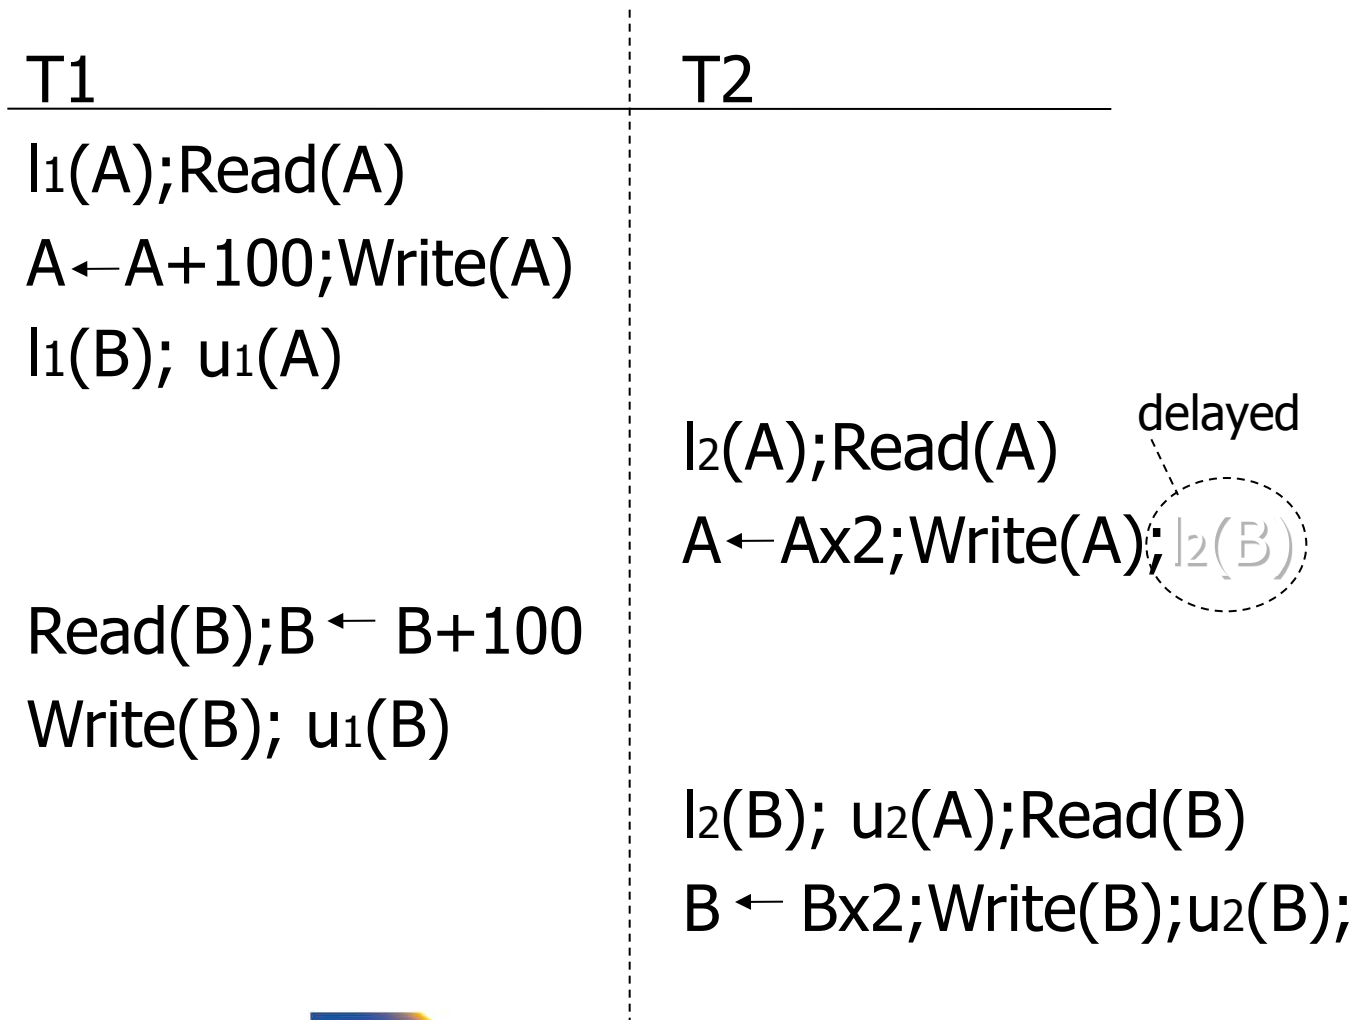 T1 T2
l1(A);Read(A)
A←A+100;Write(A)
l1(B); u1(A)
delayed
l2(A);Read(A)
A←Ax2;Write(A);l2(B)
Read(B);B← B+100
Write(B); u1(B)
l2(B); u2(A);Read(B)
B← Bx2;Write(B);u2(B);